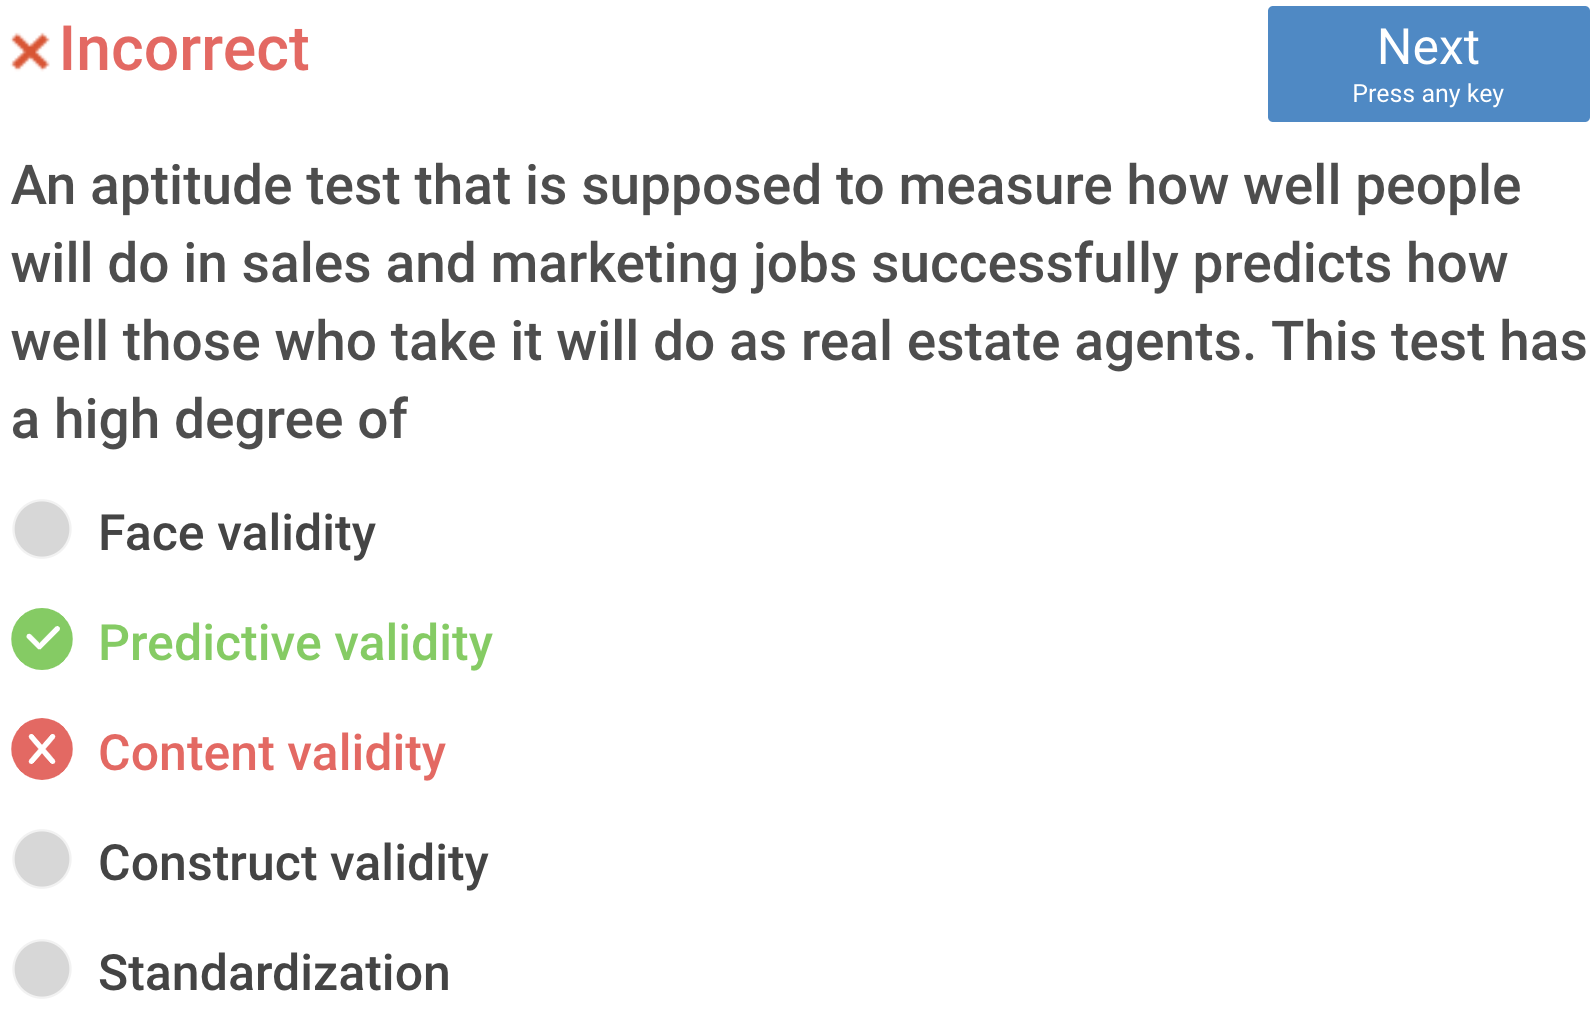 Incorrect
Next
Press any key
An aptitude test that is supposed to measure how well people
will do in sales and marketing jobs successfully predicts how
well those who take it will do as real estate agents. This test has
a high degree of
Face validity
Predictive validity
Content validity
Construct validity
Standardization